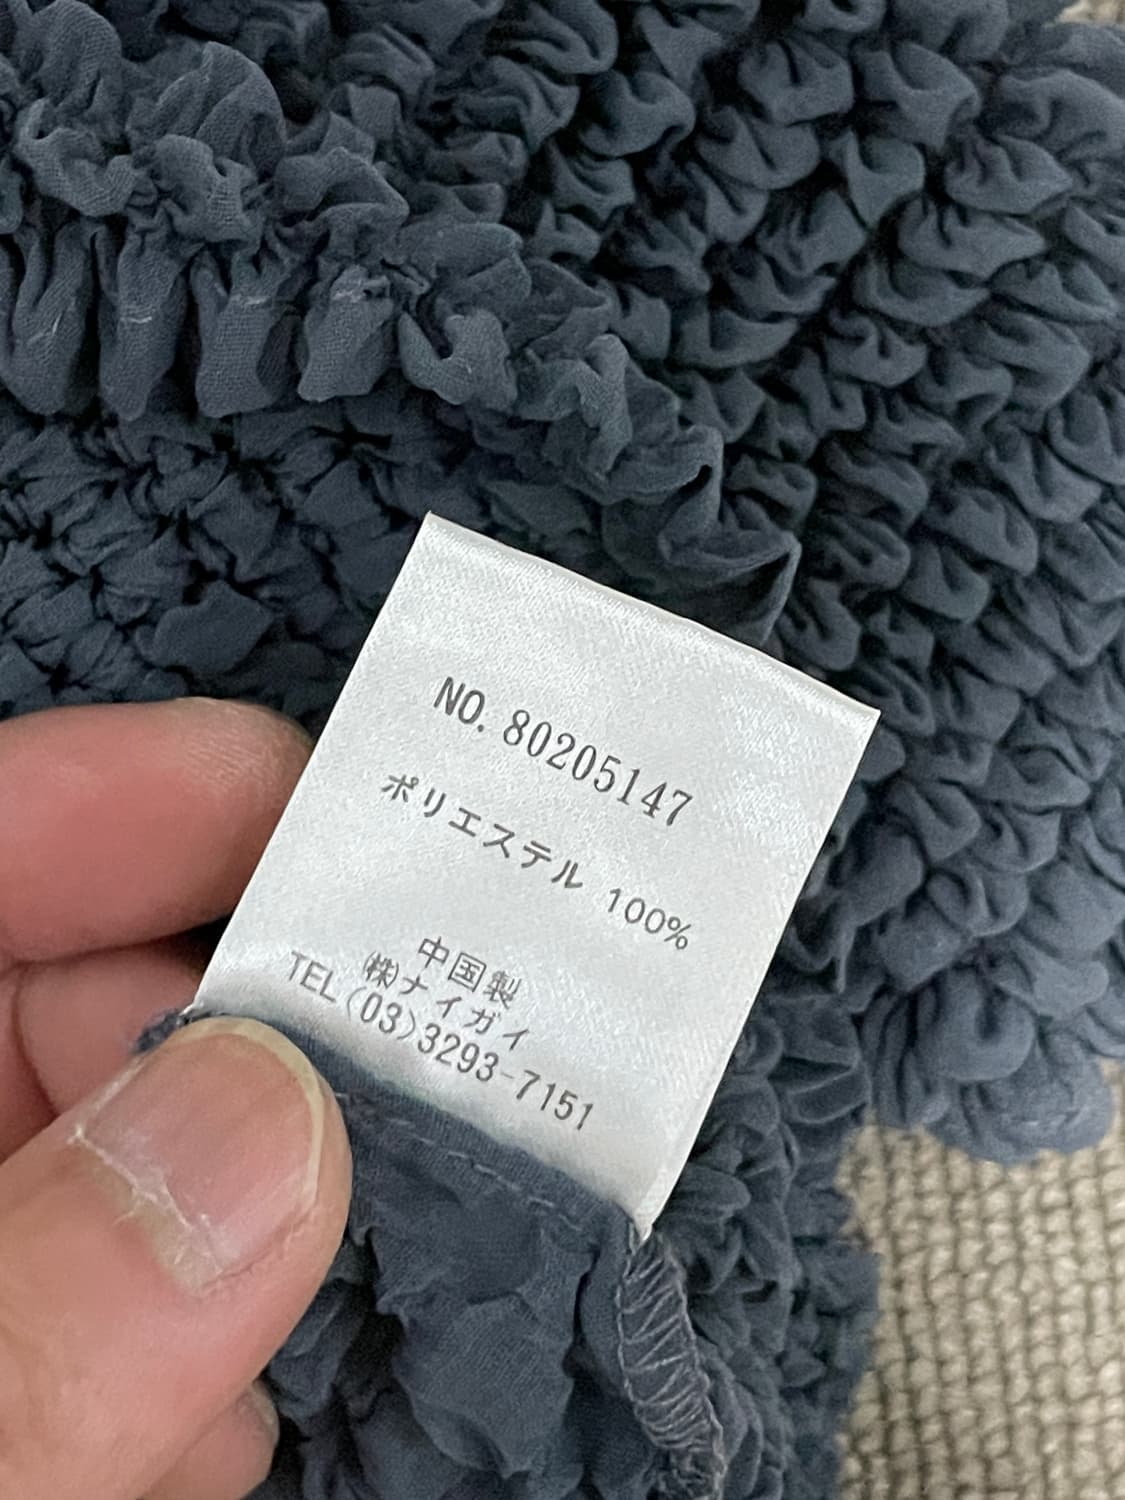 NO. 80205147
ポリエステル 100%
中国製
㈱ナイガイ
TEL(03)3293-7151